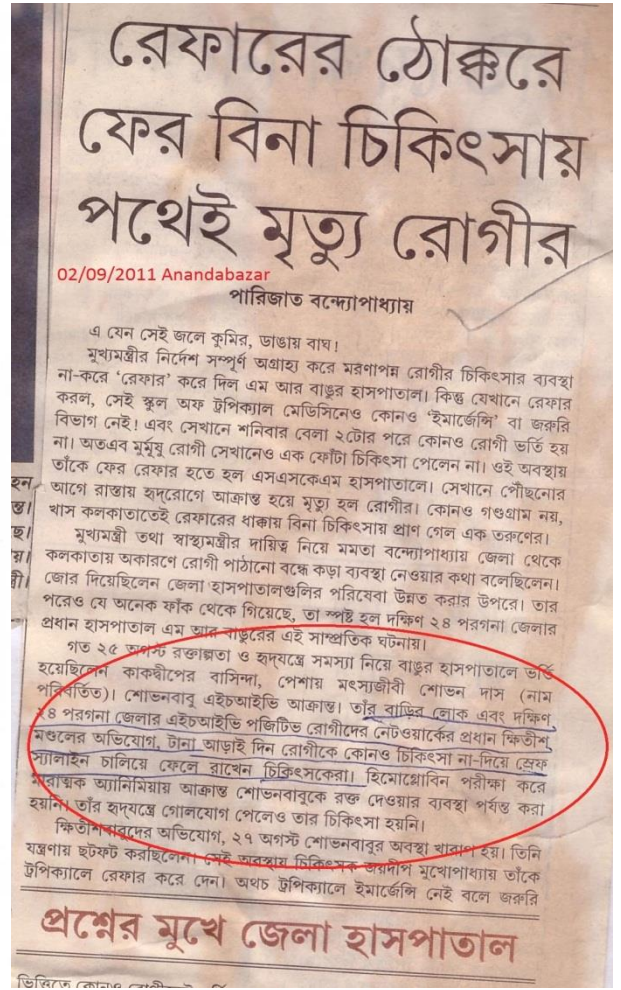 রেফারের ঠোক্করে
ফের বিনা চিকিৎসায়
পথেই মৃত্যু রোগীর
02/09/2011 Anandabazar
পারিজাত বন্দ্যোপাধ্যায়
এ যেন সেই জলে কুমির, ডাঙায় বাঘ!
মুখ্যমন্ত্রীর নির্দেশ সম্পূর্ণ অগ্রাহ্য করে মরণাপন্ন রোগীর চিকিৎসার ব্যবস্থা
না-করে ‘রেফার’ করে দিল এম আর বাঙুর হাসপাতাল। কিন্তু যেখানে রেফার
করল, সেই স্কুল অফ ট্রপিক্যাল মেডিসিনেও কোনও ‘ইমার্জেন্সি’ বা জরুরি
বিভাগ নেই! এবং সেখানে শনিবার বেলা ২টোর পরে কোনও রোগী ভর্তি হয়
না। অতএব মুর্মূষু রোগী সেখানেও এক ফোঁটা চিকিৎসা পেলেন না। ওই অবস্থায়
তাঁকে ফের রেফার হতে হল এসএসকেএম হাসপাতালে। সেখানে পৌঁছনোর
আগে রাস্তায় হৃদ্‌রোগে আক্রান্ত হয়ে মৃত্যু হল রোগীর। কোনও গণ্ডগ্রাম নয়,
খাস কলকাতাতেই রেফারের ধাক্কায় বিনা চিকিৎসায় প্রাণ গেল এক তরুণের।
মুখ্যমন্ত্রী তথা স্বাস্থ্যমন্ত্রীর দায়িত্ব নিয়ে মমতা বন্দ্যোপাধ্যায় জেলা থেকে
কলকাতায় অকারণে রোগী পাঠানো বন্ধে কড়া ব্যবস্থা নেওয়ার কথা বলেছিলেন।
জোর দিয়েছিলেন জেলা হাসপাতালগুলির পরিষেবা উন্নত করার উপরে। তার
পরেও যে অনেক ফাঁক থেকে গিয়েছে, তা স্পষ্ট হল দক্ষিণ ২৪ পরগনা জেলার
প্রধান হাসপাতাল এম আর বাঙুরের এই সাম্প্রতিক ঘটনায়।
গত ২৫ অগস্ট রক্তাল্পতা ও হৃদ্‌যন্ত্রে সমস্যা নিয়ে বাঙুর হাসপাতালে ভর্তি
হয়েছিলেন কাকদ্বীপের বাসিন্দা, পেশায় মৎস্যজীবী শোভন দাস (নাম
পরিবর্তিত)। শোভনবাবু এইচআইভি আক্রান্ত। তাঁর বাড়ির লোক এবং দক্ষিণ
২৪ পরগনা জেলার এইচআইভি পজিটিভ রোগীদের নেটওয়ার্কের প্রধান ক্ষিতীশ
মণ্ডলের অভিযোগ, টানা আড়াই দিন রোগীকে কোনও চিকিৎসা না-দিয়ে স্রেফ
স্যালাইন চালিয়ে ফেলে রাখেন চিকিৎসকেরা। হিমোগ্লোবিন পরীক্ষা করে
মারাত্মক অ্যানিমিয়ায় আক্রান্ত শোভনবাবুকে রক্ত দেওয়ার ব্যবস্থা পর্যন্ত করা
হয়নি। তাঁর হৃদ্‌যন্ত্রে গোলযোগ পেলেও তার চিকিৎসা হয়নি।
ক্ষিতীশবাবুদের অভিযোগ, ২৭ অগস্ট শোভনবাবুর অবস্থা খারাপ হয়। তিনি
যন্ত্রণায় ছটফট করছিলেন। সেই অবস্থায় চিকিৎসক জয়দীপ মুখোপাধ্যায় তাঁকে
ট্রপিক্যালে রেফার করে দেন। অথচ ট্রপিক্যালে ইমার্জেন্সি নেই বলে জরুরি
প্রশ্নের মুখে জেলা হাসপাতাল